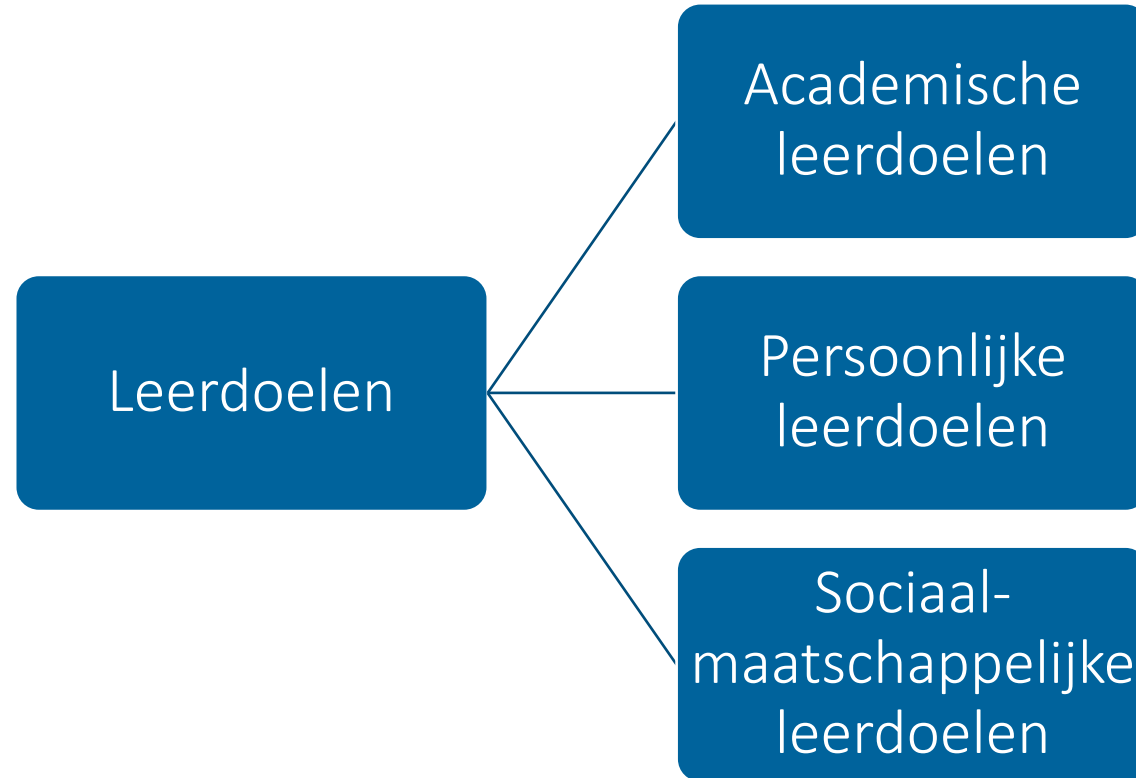 Leerdoelen
Academische
leerdoelen
Persoonlijke
leerdoelen
Sociaal-
maatschappelijke
leerdoelen